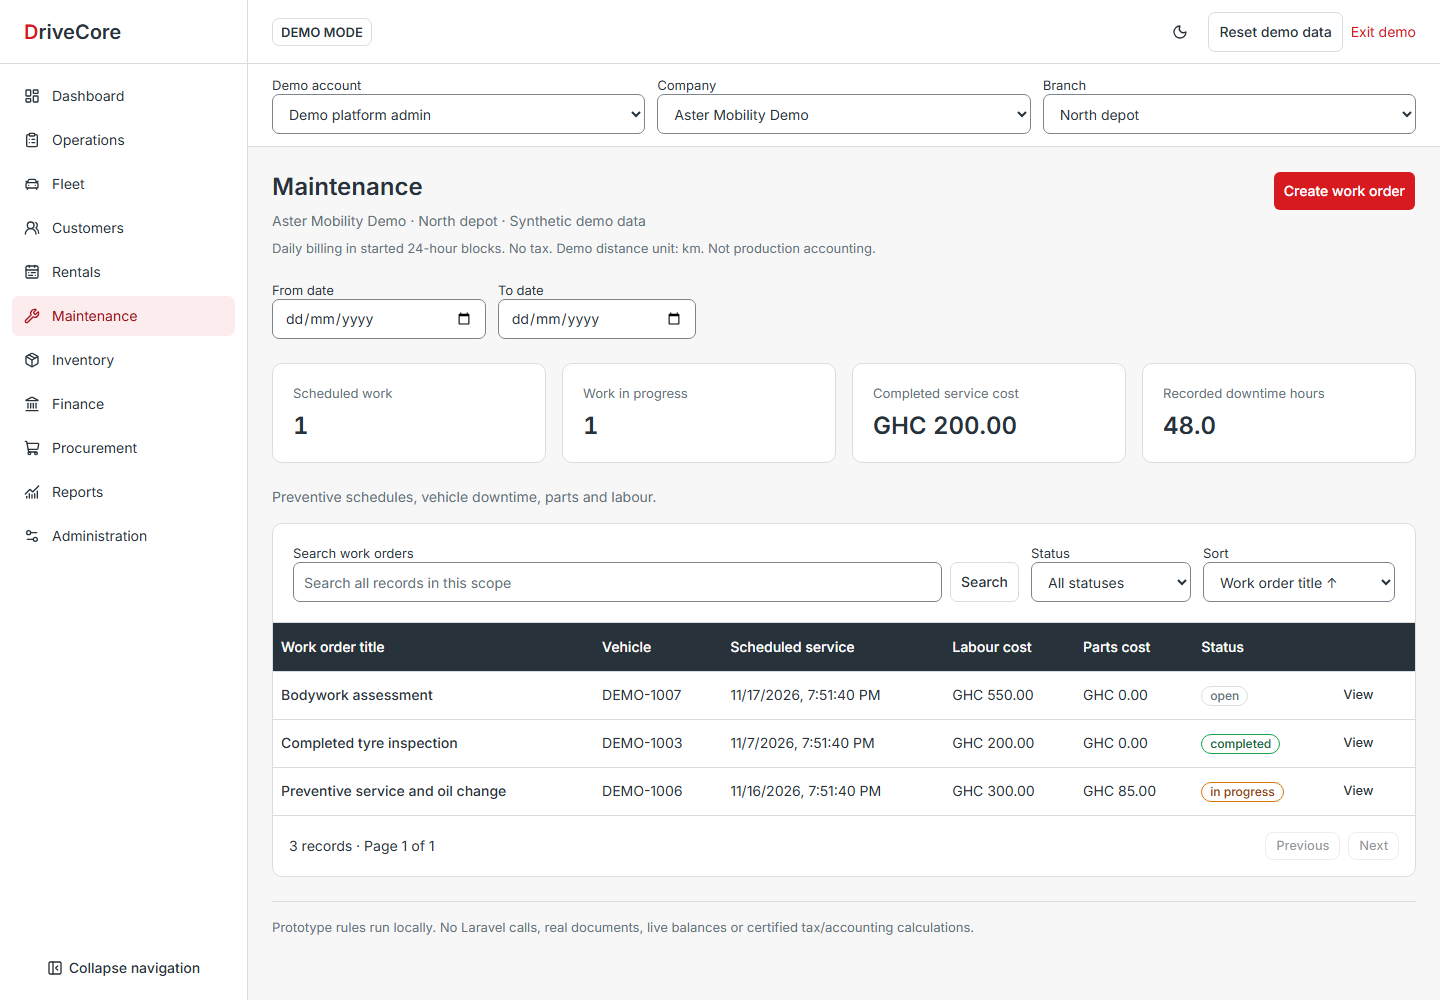 DriveCore
DEMO MODE
Reset demo data
Exit demo
Dashboard
Operations
Fleet
Customers
Rentals
Maintenance
Inventory
Finance
Procurement
Reports
Administration
Collapse navigation
Demo account
Company
Branch
Demo platform admin
Aster Mobility Demo
North depot
Maintenance
Create work order
Aster Mobility Demo · North depot · Synthetic demo data
Daily billing in started 24-hour blocks. No tax. Demo distance unit: km. Not production accounting.
From date
To date
dd/mm/yyyy
dd/mm/yyyy
Scheduled work
1
Work in progress
1
Completed service cost
GHC 200.00
Recorded downtime hours
48.0
Preventive schedules, vehicle downtime, parts and labour.
Search work orders
Status
Sort
Search all records in this scope
Search
All statuses
Work order title ↑
Work order title Vehicle Scheduled service Labour cost Parts cost Status
Bodywork assessment DEMO-1007 11/17/2026, 7:51:40 PM GHC 550.00 GHC 0.00 open View
Completed tyre inspection DEMO-1003 11/7/2026, 7:51:40 PM GHC 200.00 GHC 0.00 completed View
Preventive service and oil change DEMO-1006 11/16/2026, 7:51:40 PM GHC 300.00 GHC 85.00 in progress View
3 records · Page 1 of 1
Previous
Next
Prototype rules run locally. No Laravel calls, real documents, live balances or certified tax/accounting calculations.